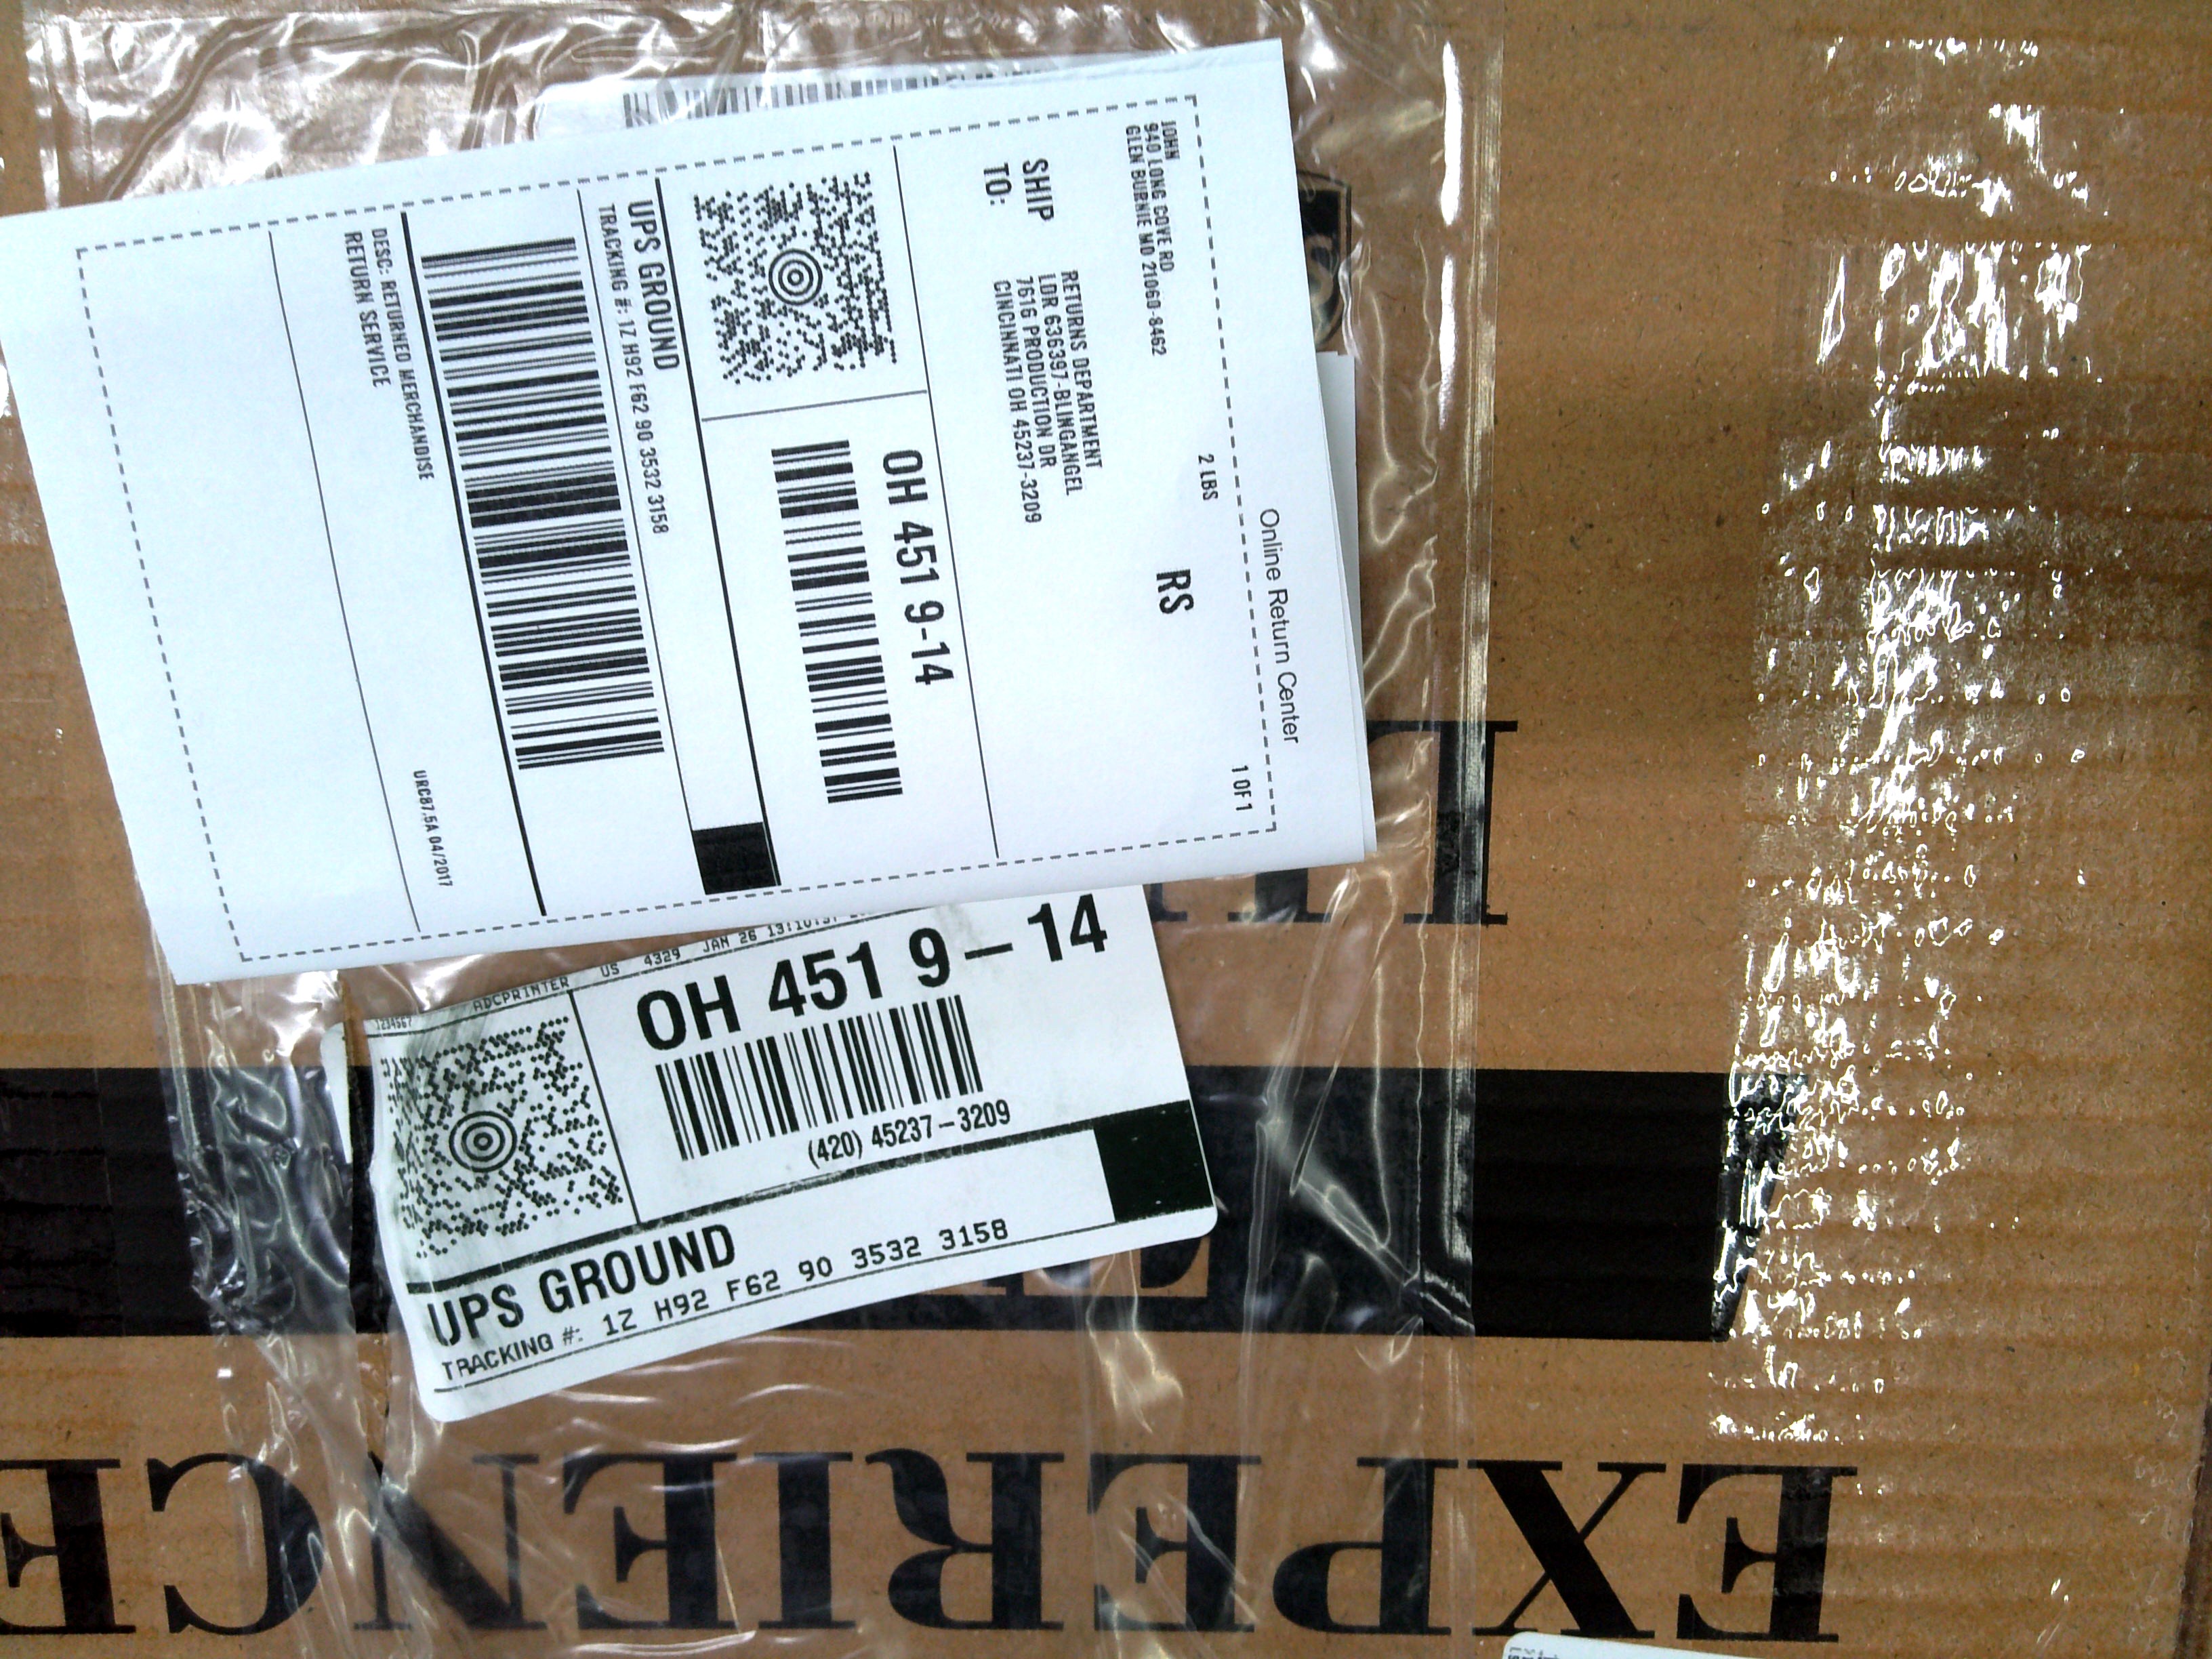 Online Return Center
JOHN
940 LONG COVE RD
GLEN BURNIE MD 21060-8462
2 LBS
1 OF 1
RS
SHIP
TO:
RETURNS DEPARTMENT
LDR 636397-BLINGANGEL
7616 PRODUCTION DR
CINCINNATI OH 45237-3209
OH 451 9-14
UPS GROUND
TRACKING #: 1Z H92 F62 90 3532 3158
DESC: RETURNED MERCHANDISE
RETURN SERVICE
URC87.5A 04/2017
1234567 ADCPRINTER US 4329 JAN 26
OH 451 9-14
(420) 45237-3209
UPS GROUND
TRACKING #: 1Z H92 F62 90 3532 3158
EXPERIENCE